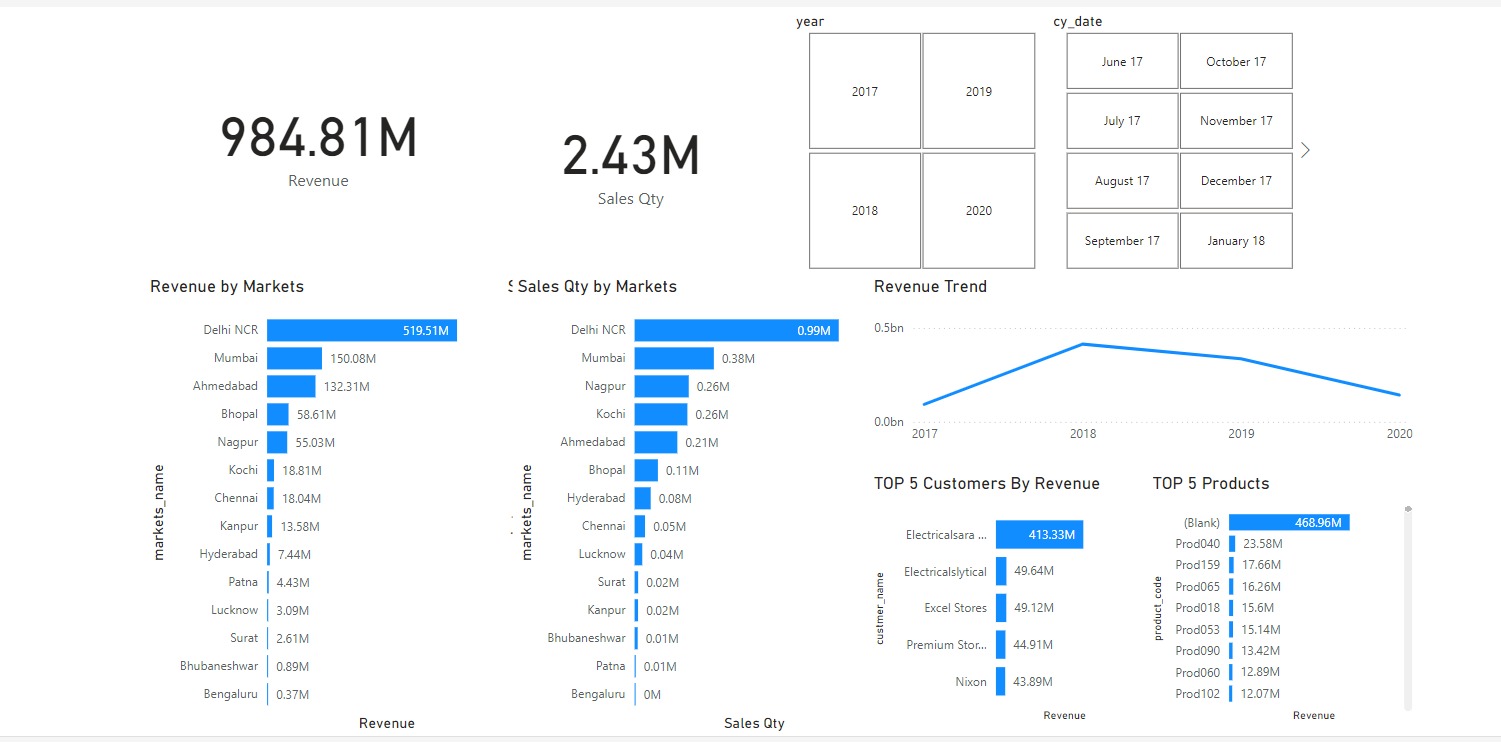 year
2017
2019
2018
2020
cy_date
June 17
October 17
July 17
November 17
August 17
December 17
September 17
January 18
984.81M
Revenue
2.43M
Sales Qty
Revenue by Markets
markets_name
Delhi NCR 519.51M
Mumbai 150.08M
Ahmedabad 132.31M
Bhopal 58.61M
Nagpur 55.03M
Kochi 18.81M
Chennai 18.04M
Kanpur 13.58M
Hyderabad 7.44M
Patna 4.43M
Lucknow 3.09M
Surat 2.61M
Bhubaneshwar 0.89M
Bengaluru 0.37M
Revenue
Sales Qty by Markets
markets_name
Delhi NCR 0.99M
Mumbai 0.38M
Nagpur 0.26M
Kochi 0.26M
Ahmedabad 0.21M
Bhopal 0.11M
Hyderabad 0.08M
Chennai 0.05M
Lucknow 0.04M
Surat 0.02M
Kanpur 0.02M
Bhubaneshwar 0.01M
Patna 0.01M
Bengaluru 0M
Sales Qty
Revenue Trend
0.5bn
0.0bn
2017 2018 2019 2020
TOP 5 Customers By Revenue
custmer_name
Electricalsara ... 413.33M
Electricalslytical 49.64M
Excel Stores 49.12M
Premium Stor... 44.91M
Nixon 43.89M
Revenue
TOP 5 Products
product_code
(Blank) 468.96M
Prod040 23.58M
Prod159 17.66M
Prod065 16.26M
Prod018 15.6M
Prod053 15.14M
Prod090 13.42M
Prod060 12.89M
Prod102 12.07M
Revenue